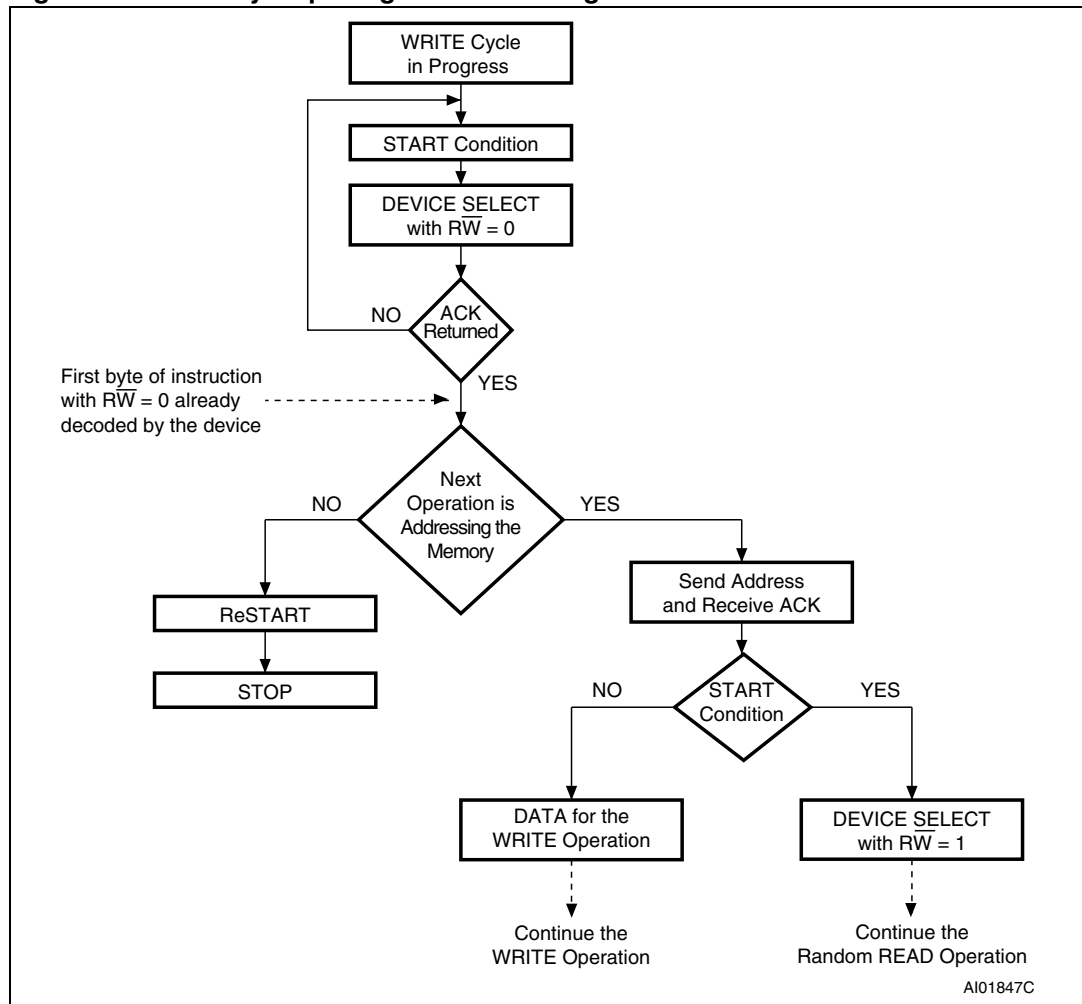 WRITE Cycle
in Progress
START Condition
DEVICE SELECT
with RW̅ = 0
NO
ACK
Returned
YES
First byte of instruction
with RW̅ = 0 already
decoded by the device
NO
Next
Operation is
Addressing the
Memory
YES
ReSTART
STOP
Send Address
and Receive ACK
NO
START
Condition
YES
DATA for the
WRITE Operation
DEVICE SELECT
with RW̅ = 1
Continue the
WRITE Operation
Continue the
Random READ Operation
AI01847C